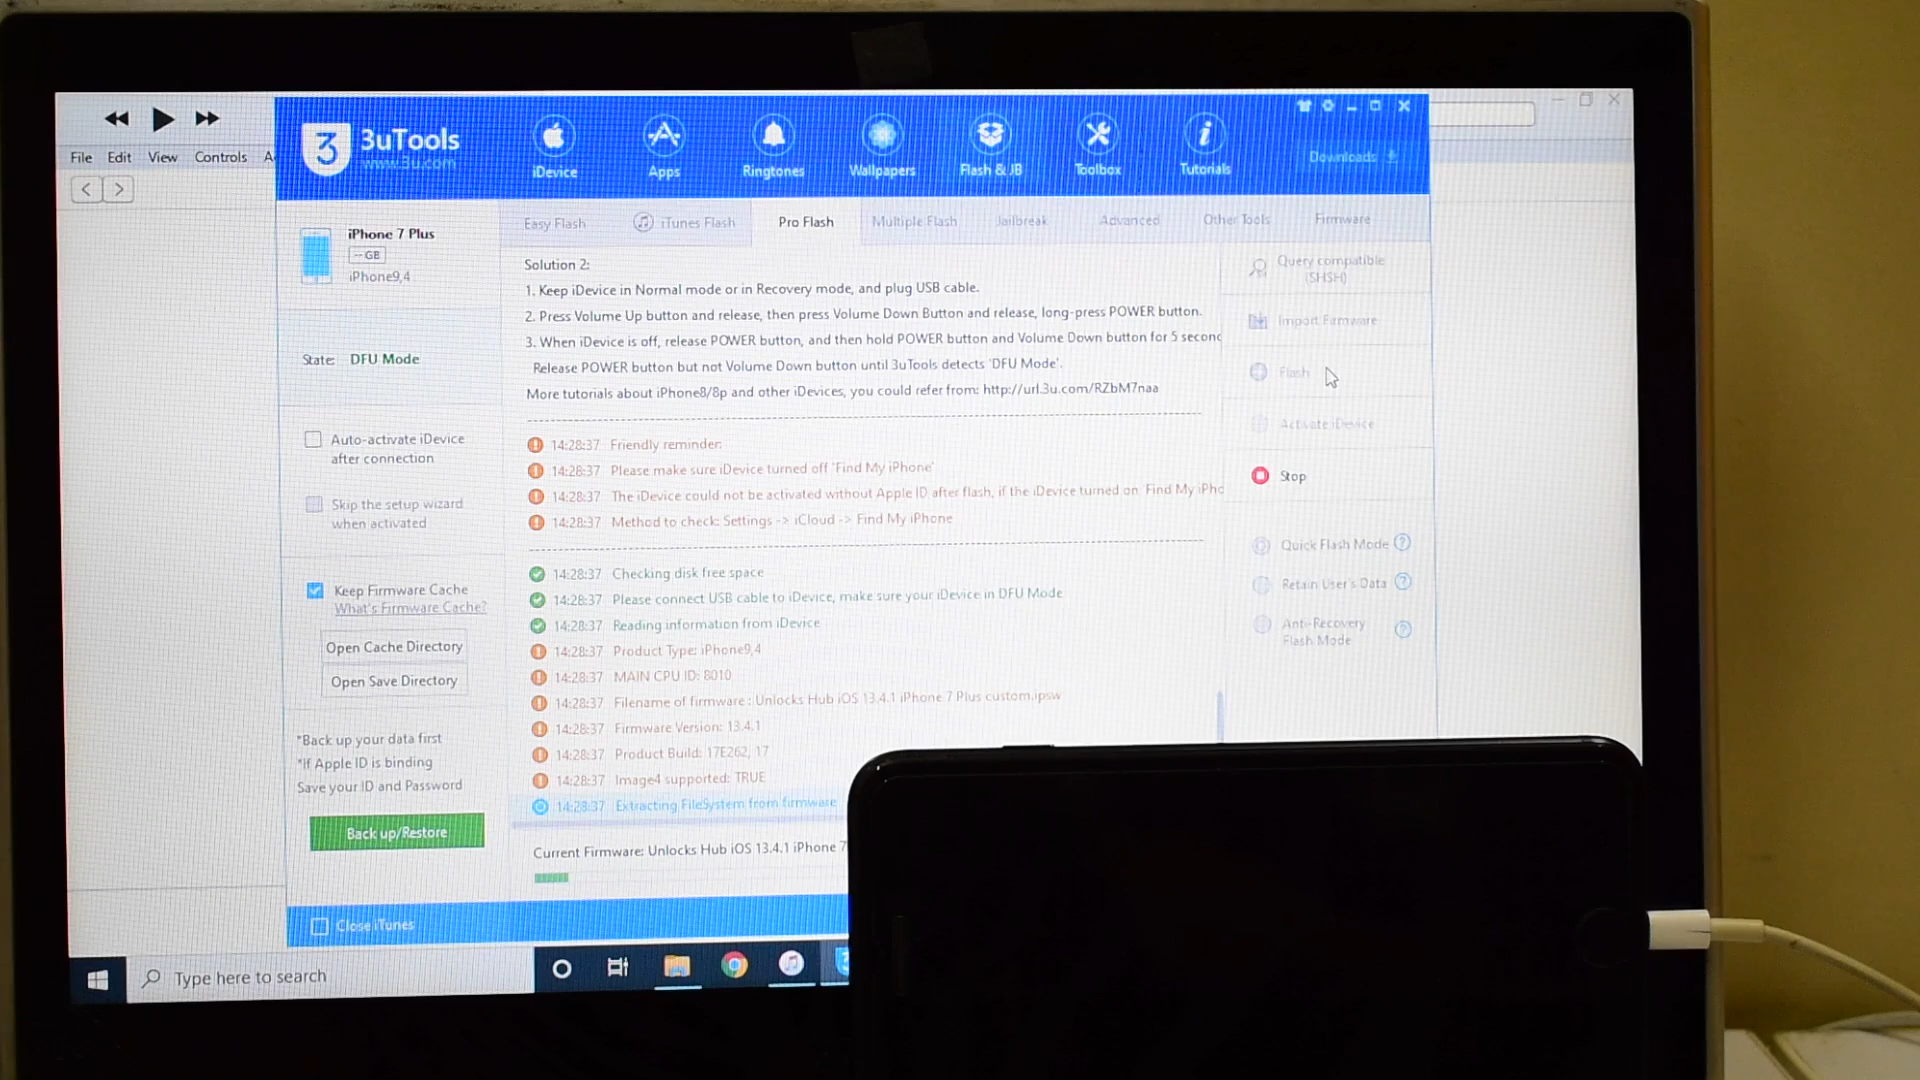 3 3uTools
www.3u.com
iDevice
Apps
Ringtones
Wallpapers
Flash & JB
Toolbox
Tutorials
Downloads
File Edit View Controls A
Easy Flash
iTunes Flash
Pro Flash
Multiple Flash
Jailbreak
Advanced
Other Tools
Firmware
iPhone 7 Plus
-- GB
iPhone9,4
State: DFU Mode
Auto-activate iDevice
after connection
Skip the setup wizard
when activated
Keep Firmware Cache
What's Firmware Cache?
Open Cache Directory
Open Save Directory
*Back up your data first
*If Apple ID is binding
Save your ID and Password
Back up/Restore
Solution 2:
1. Keep iDevice in Normal mode or in Recovery mode, and plug USB cable.
2. Press Volume Up button and release, then press Volume Down Button and release, long-press POWER button.
3. When iDevice is off, release POWER button, and then hold POWER button and Volume Down button for 5 second
Release POWER button but not Volume Down button until 3uTools detects 'DFU Mode'.
More tutorials about iPhone8/8p and other iDevices, you could refer from: http://url.3u.com/RZbM7naa
14:28:37 Friendly reminder:
14:28:37 Please make sure iDevice turned off 'Find My iPhone'
14:28:37 The iDevice could not be activated without Apple ID after flash, if the iDevice turned on 'Find My iPho
14:28:37 Method to check: Settings -> iCloud -> Find My iPhone
14:28:37 Checking disk free space
14:28:37 Please connect USB cable to iDevice, make sure your iDevice in DFU Mode
14:28:37 Reading information from iDevice
14:28:37 Product Type: iPhone9,4
14:28:37 MAIN CPU ID: 8010
14:28:37 Filename of firmware : Unlocks Hub iOS 13.4.1 iPhone 7 Plus custom.ipsw
14:28:37 Firmware Version: 13.4.1
14:28:37 Product Build: 17E262, 17
14:28:37 Image4 supported: TRUE
14:28:37 Extracting FileSystem from firmware
Current Firmware: Unlocks Hub iOS 13.4.1 iPhone 7
Query compatible
(SHSH)
Import Firmware
Flash
Activate iDevice
Stop
Quick Flash Mode ?
Retain User's Data ?
Anti-Recovery
Flash Mode ?
Close iTunes
Type here to search